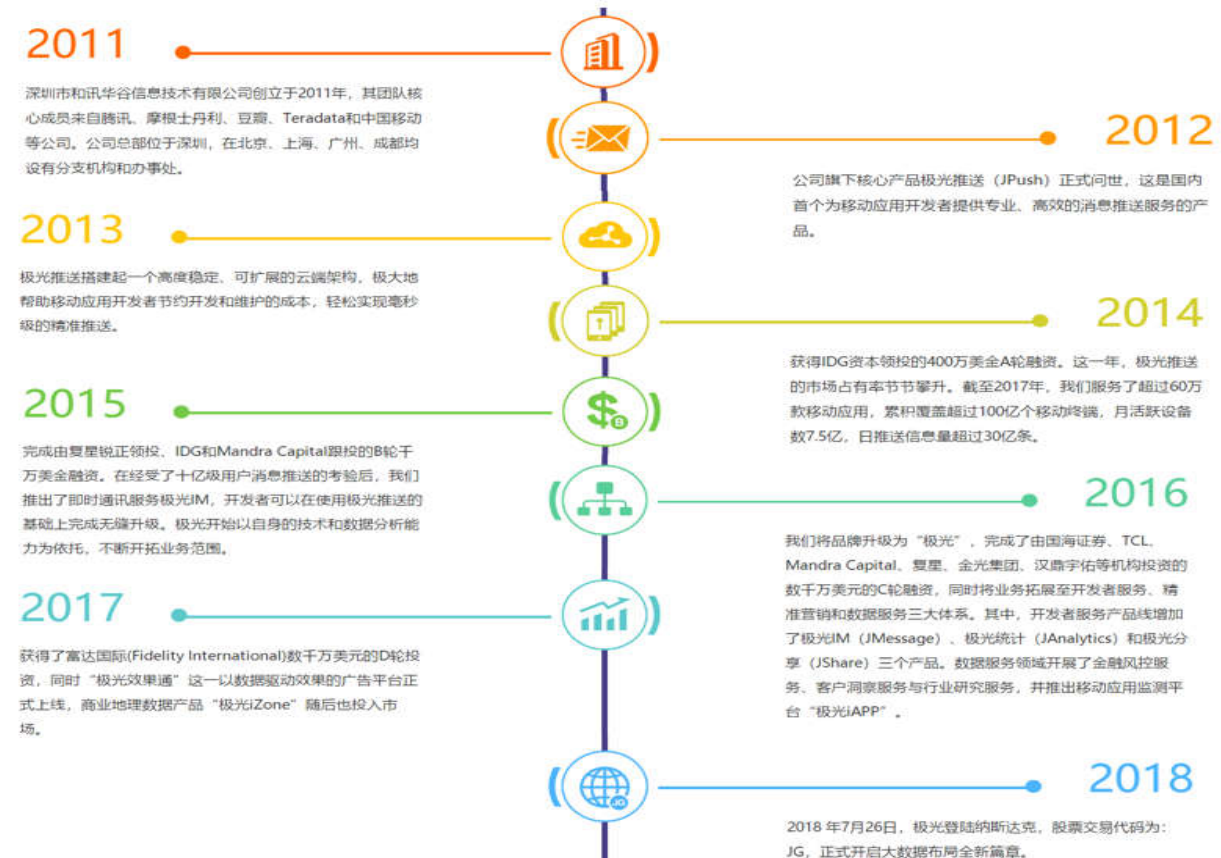 2011
深圳市和讯华谷信息技术有限公司创立于2011年，其团队核
心成员来自腾讯、摩根士丹利、豆瓣、Teradata和中国移动
等公司。公司总部位于深圳，在北京、上海、广州、成都均
设有分支机构和办事处。
2012
公司旗下核心产品极光推送（JPush）正式问世，这是国内
首个为移动应用开发者提供专业、高效的消息推送服务的产
品。
2013
极光推送搭建起一个高度稳定、可扩展的云端架构，极大地
帮助移动应用开发者节约开发和维护的成本，轻松实现毫秒
级的精准推送。
2014
获得IDG资本领投的400万美金A轮融资。这一年，极光推送
的市场占有率节节攀升。截至2017年，我们服务了超过60万
款移动应用，累积覆盖超过100亿个移动终端，月活跃设备
数7.5亿，日推送信息量超过30亿条。
2015
完成由复星锐正领投、IDG和Mandra Capital跟投的B轮千
万美金融资。在经受了十亿级用户消息推送的考验后，我们
推出了即时通讯服务极光IM，开发者可以在使用极光推送的
基础上完成无缝升级。极光开始以自身的技术和数据分析能
力为依托，不断开拓业务范围。
2016
我们将品牌升级为“极光”，完成了由国海证券、TCL、
Mandra Capital、复星、金光集团、汉鼎宇佑等机构投资的
数千万美元的C轮融资，同时将业务拓展至开发者服务、精
准营销和数据服务三大体系。其中，开发者服务产品线增加
了极光IM（JMessage）、极光统计（JAnalytics）和极光分
享（JShare）三个产品。数据服务领域开展了金融风控服
务、客户洞察服务与行业研究服务，并推出移动应用监测平
台“极光iAPP”。
2017
获得了富达国际(Fidelity International)数千万美元的D轮投
资，同时“极光效果通”这一以数据驱动效果的广告平台正
式上线，商业地理数据产品“极光iZone”随后也投入市
场。
2018
2018 年7月26日，极光登陆纳斯达克，股票交易代码为：
JG，正式开启大数据布局全新篇章。
B
JG